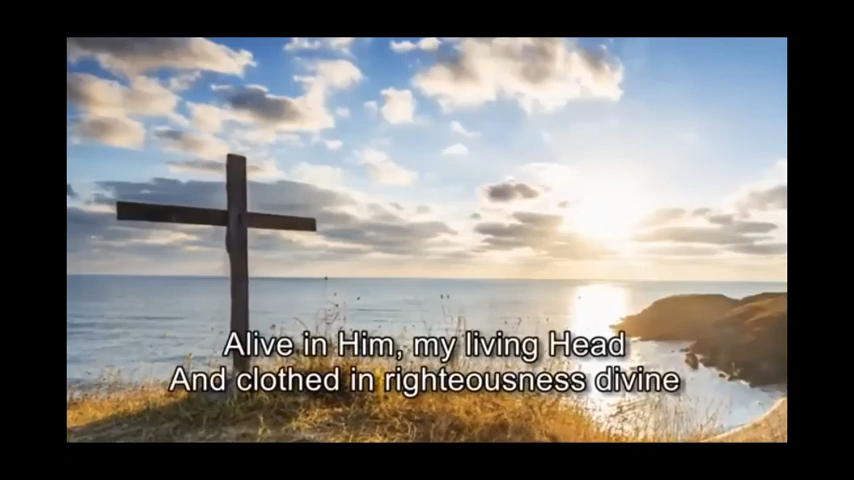 Alive in Him, my living Head
And clothed in righteousness divine